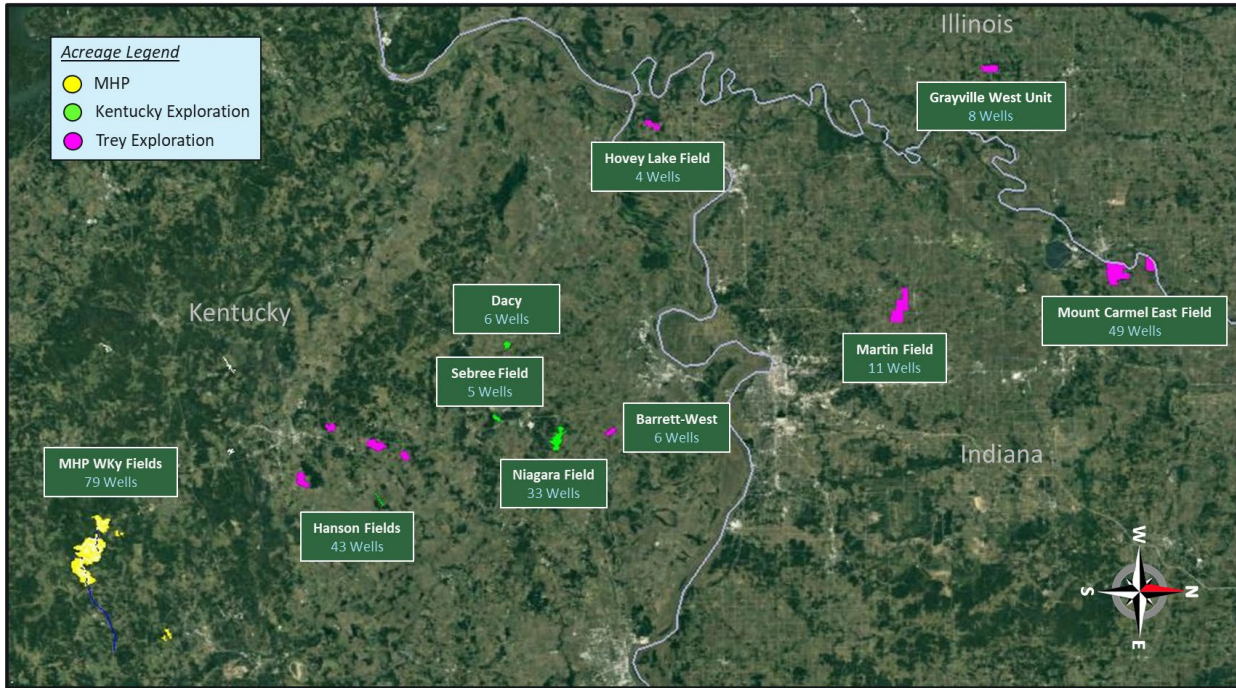 Illinois
Acreage Legend
MHP
Kentucky Exploration
Trey Exploration
Grayville West Unit
8 Wells
Hovey Lake Field
4 Wells
Kentucky
Dacy
6 Wells
Mount Carmel East Field
49 Wells
Martin Field
11 Wells
Sebree Field
5 Wells
Barrett-West
6 Wells
Indiana
MHP WKy Fields
79 Wells
Niagara Field
33 Wells
Hanson Fields
43 Wells
W
S
N
E